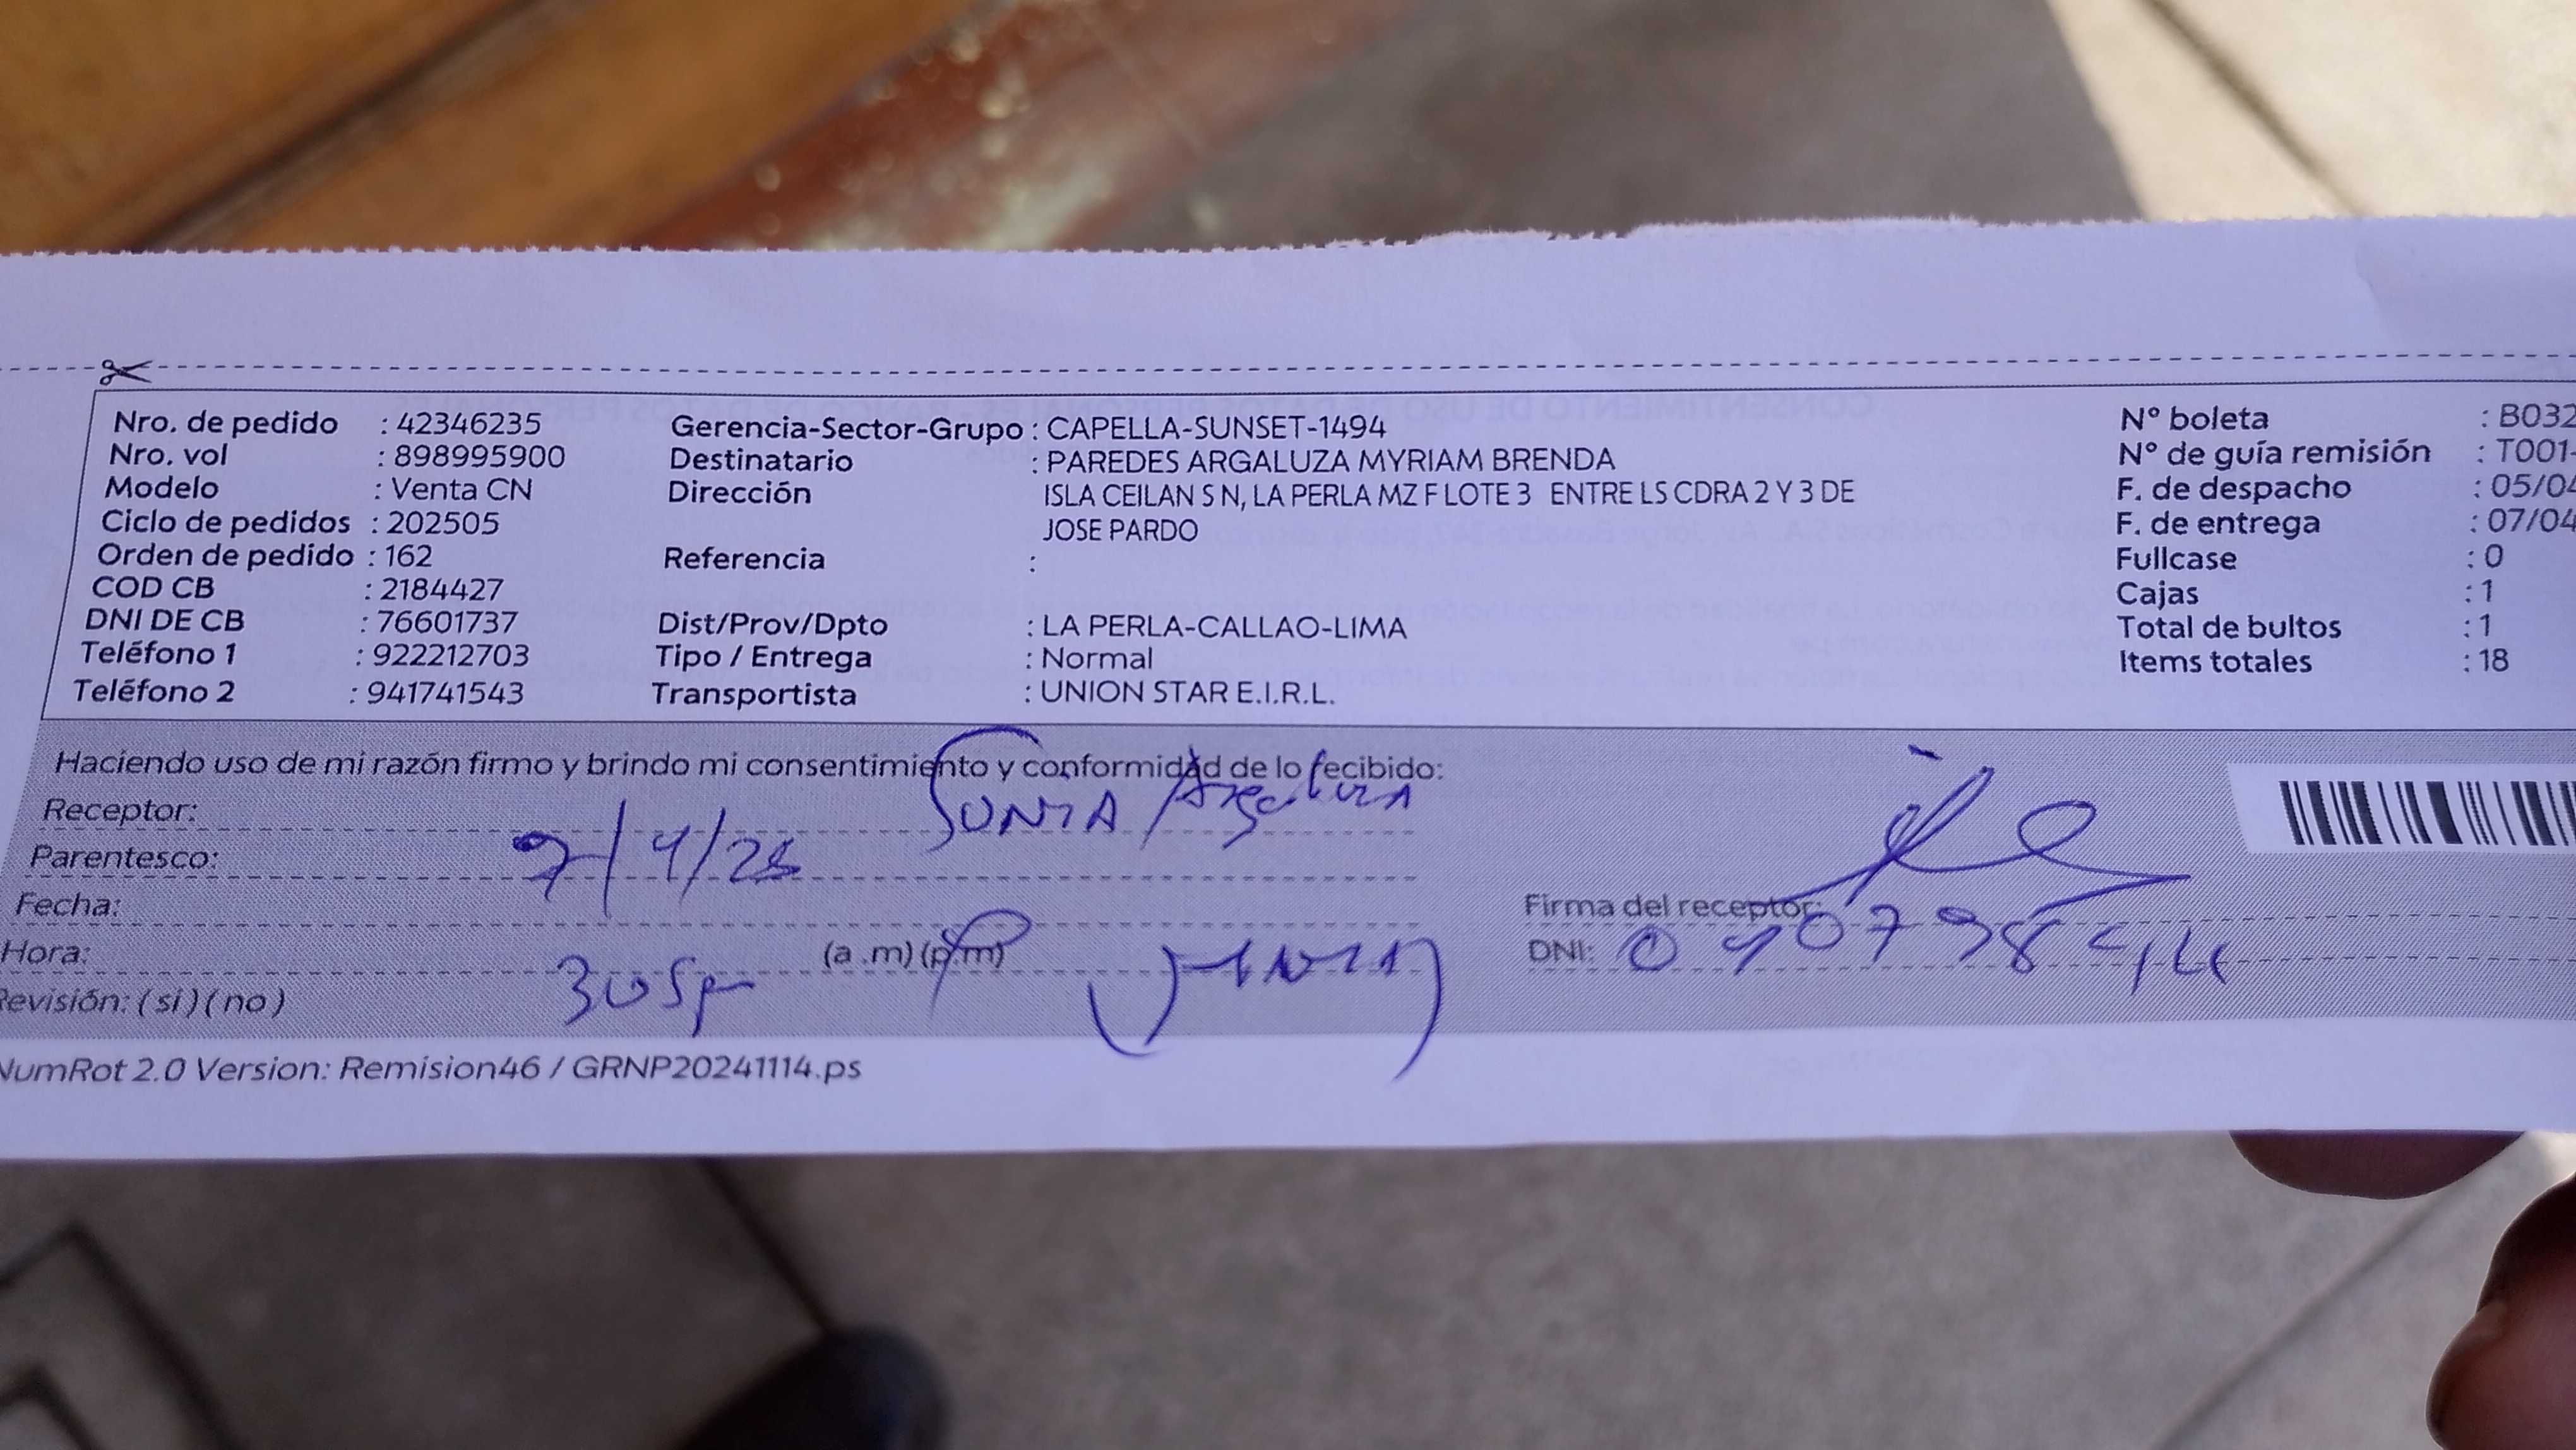 Nro. de pedido : 42346235
Nro. vol : 898995900
Modelo : Venta CN
Ciclo de pedidos : 202505
Orden de pedido : 162
COD CB : 2184427
DNI DE CB : 76601737
Teléfono 1 : 922212703
Teléfono 2 : 941741543
Gerencia-Sector-Grupo : CAPELLA-SUNSET-1494
Destinatario : PAREDES ARGALUZA MYRIAM BRENDA
Dirección ISLA CEILAN S N, LA PERLA MZ F LOTE 3 ENTRE LS CDRA 2 Y 3 DE
JOSE PARDO
Referencia :
Dist/Prov/Dpto : LA PERLA-CALLAO-LIMA
Tipo / Entrega : Normal
Transportista : UNION STAR E.I.R.L.
N° boleta : B032
N° de guía remisión : T001-
F. de despacho : 05/04
F. de entrega : 07/04
Fullcase : 0
Cajas : 1
Total de bultos : 1
Items totales : 18
Haciendo uso de mi razón firmo y brindo mi consentimiento y conformidad de lo recibido:
Receptor: SONIA Argaluza
Parentesco: 7/4/25
Fecha:
Firma del receptor:
Hora: (a.m) (p.m)
DNI:
Revisión: ( si ) ( no )
NumRot 2.0 Version: Remision46 / GRNP20241114.ps